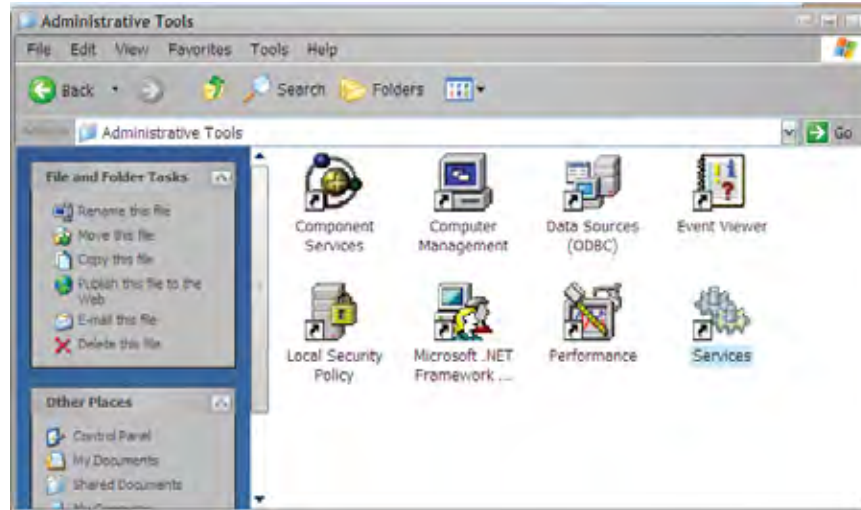 Administrative Tools
File Edit View Favorites Tools Help
Back Search Folders
Administrative Tools Go
File and Folder Tasks
Rename this file
Move this file
Copy this file
Publish this file to the
Web
E-mail this file
Delete this file
Other Places
Control Panel
My Documents
Shared Documents
My Computer
Component
Services
Computer
Management
Data Sources
(ODBC)
Event Viewer
Local Security
Policy
Microsoft .NET
Framework ...
Performance
Services